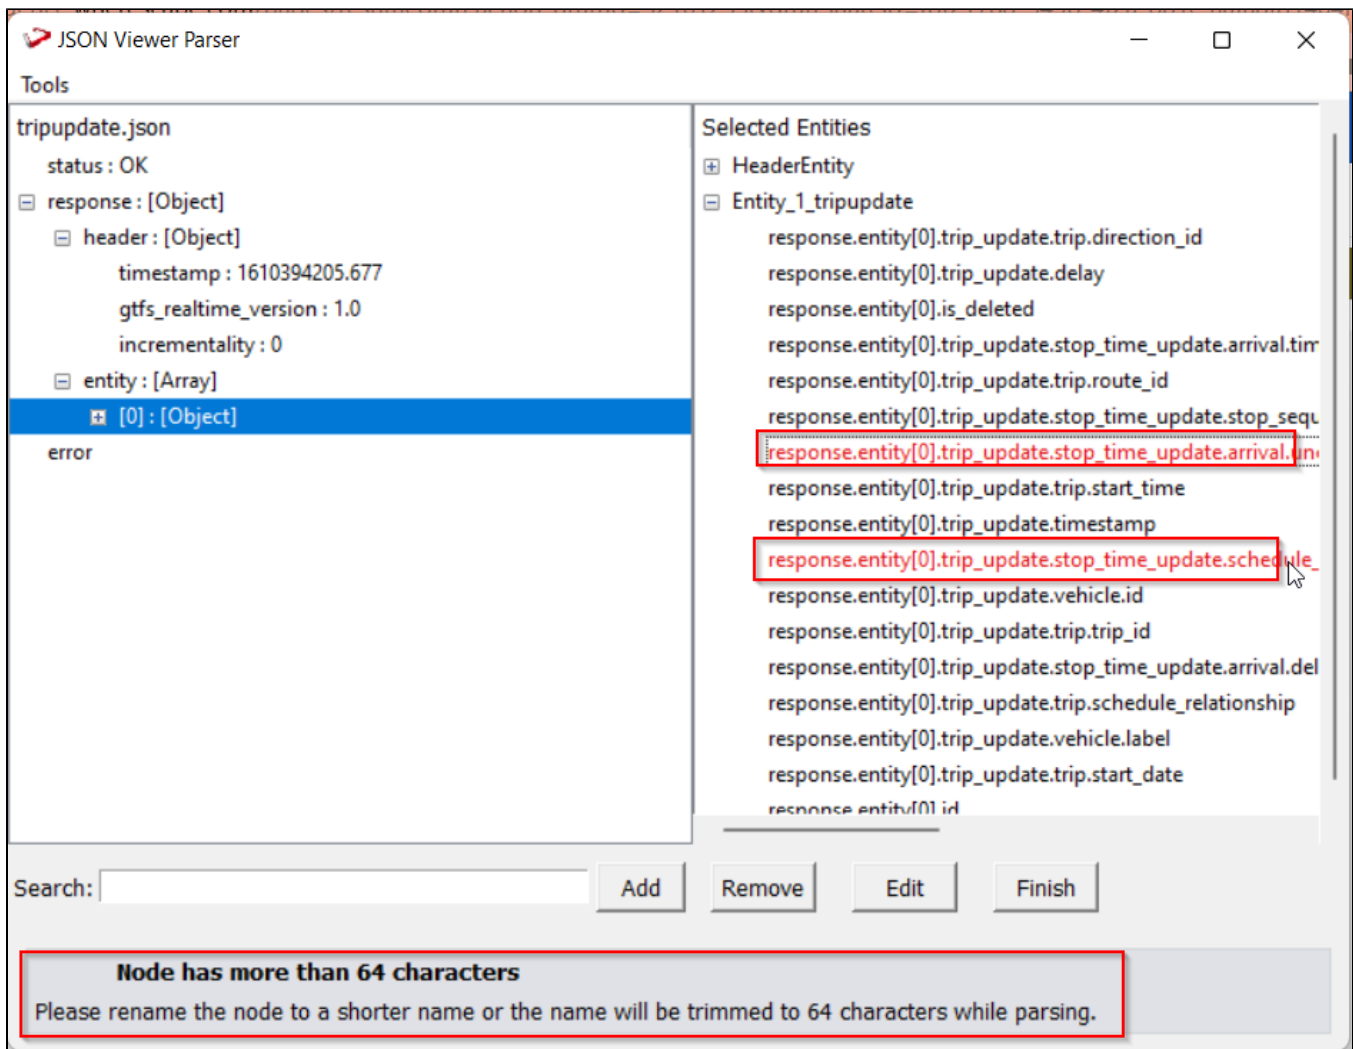 JSON Viewer Parser
Tools
tripupdate.json
status : OK
response : [Object]
header : [Object]
timestamp : 1610394205.677
gtfs_realtime_version : 1.0
incrementality : 0
entity : [Array]
[0] : [Object]
error
Selected Entities
HeaderEntity
Entity_1_tripupdate
response.entity[0].trip_update.trip.direction_id
response.entity[0].trip_update.delay
response.entity[0].is_deleted
response.entity[0].trip_update.stop_time_update.arrival.tim
response.entity[0].trip_update.trip.route_id
response.entity[0].trip_update.stop_time_update.stop_sequ
response.entity[0].trip_update.stop_time_update.arrival.unc
response.entity[0].trip_update.trip.start_time
response.entity[0].trip_update.timestamp
response.entity[0].trip_update.stop_time_update.schedule_
response.entity[0].trip_update.vehicle.id
response.entity[0].trip_update.trip.trip_id
response.entity[0].trip_update.stop_time_update.arrival.del
response.entity[0].trip_update.trip.schedule_relationship
response.entity[0].trip_update.vehicle.label
response.entity[0].trip_update.trip.start_date
response.entity[0].id
Search:
Add
Remove
Edit
Finish
Node has more than 64 characters
Please rename the node to a shorter name or the name will be trimmed to 64 characters while parsing.